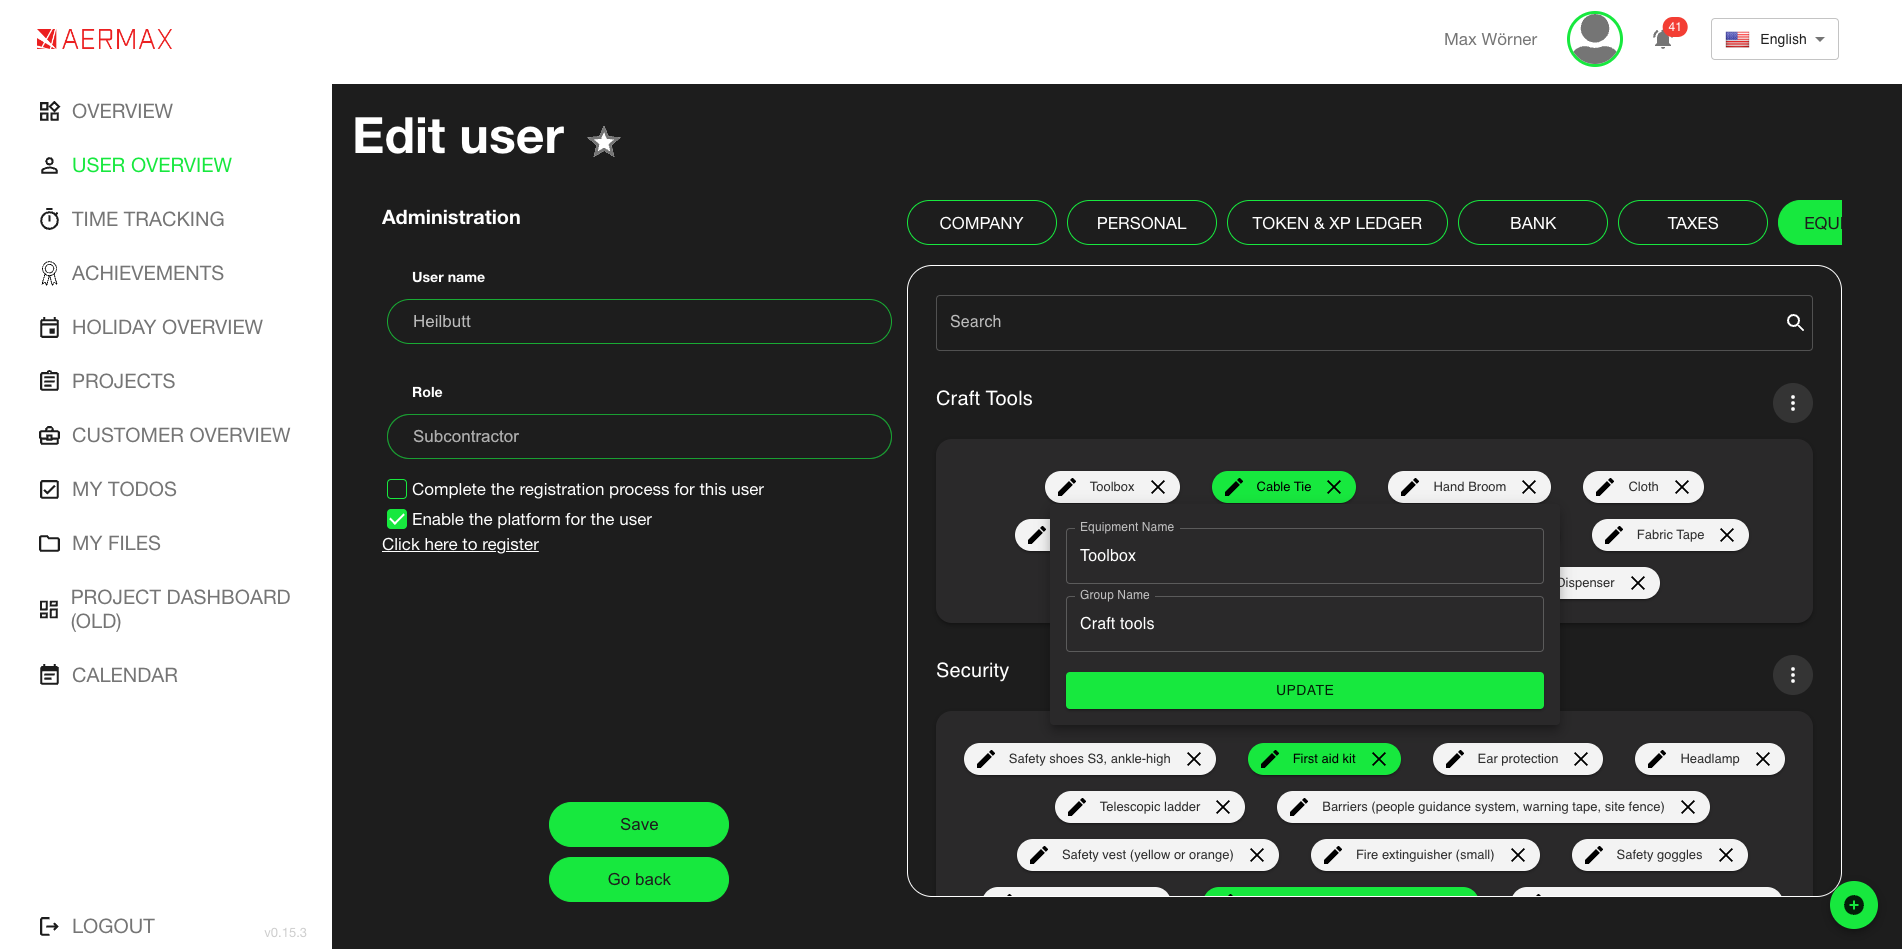 AERMAX
Max Wörner
41
English
OVERVIEW
USER OVERVIEW
TIME TRACKING
ACHIEVEMENTS
HOLIDAY OVERVIEW
PROJECTS
CUSTOMER OVERVIEW
MY TODOS
MY FILES
PROJECT DASHBOARD
(OLD)
CALENDAR
LOGOUT
v0.15.3
Edit user
Administration
User name
Heilbutt
Role
Subcontractor
Complete the registration process for this user
Enable the platform for the user
Click here to register
Save
Go back
COMPANY
PERSONAL
TOKEN & XP LEDGER
BANK
TAXES
EQUI
Search
Craft Tools
Toolbox
Cable Tie
Hand Broom
Cloth
Fabric Tape
Dispenser
Equipment Name
Toolbox
Group Name
Craft tools
UPDATE
Security
Safety shoes S3, ankle-high
First aid kit
Ear protection
Headlamp
Telescopic ladder
Barriers (people guidance system, warning tape, site fence)
Safety vest (yellow or orange)
Fire extinguisher (small)
Safety goggles